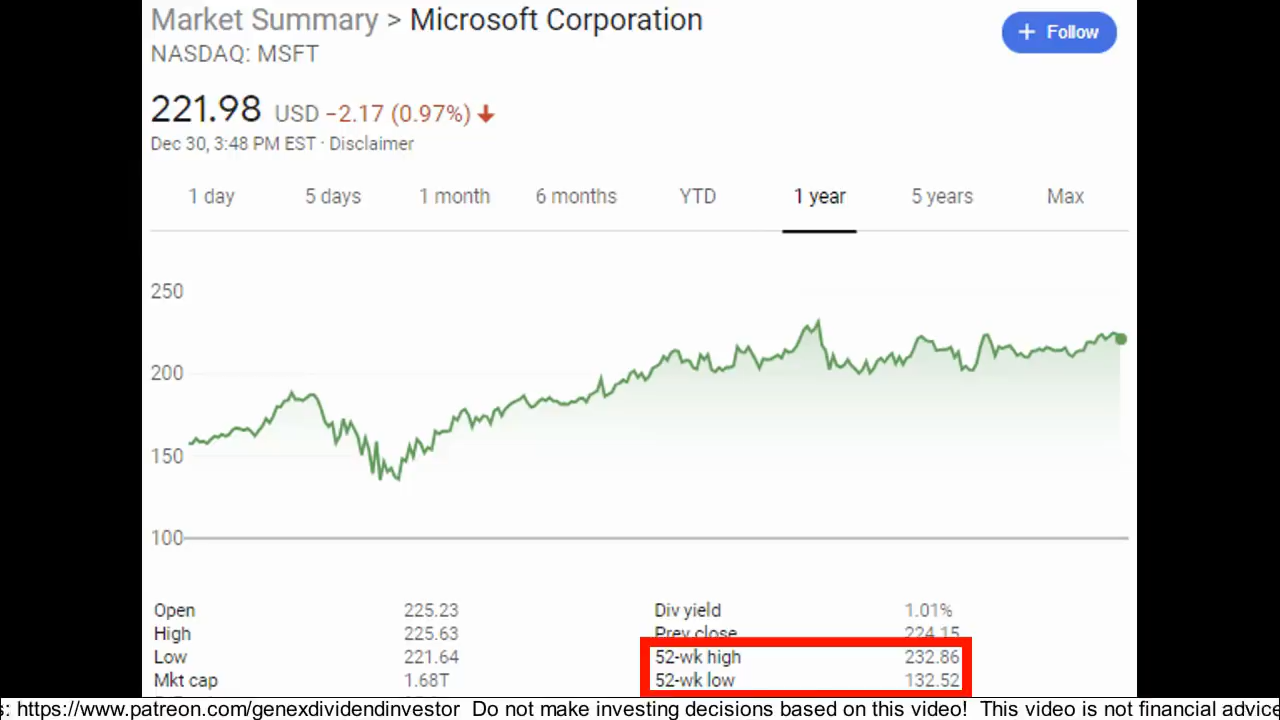 Market Summary > Microsoft Corporation
+ Follow
NASDAQ: MSFT
221.98 USD −2.17 (0.97%)
Dec 30, 3:48 PM EST · Disclaimer
1 day 5 days 1 month 6 months YTD 1 year 5 years Max
250
200
150
100
Open 225.23 Div yield 1.01%
High 225.63 Prev close 224.15
Low 221.64 52-wk high 232.86
Mkt cap 1.68T 52-wk low 132.52
s: https://www.patreon.com/genexdividendinvestor Do not make investing decisions based on this video! This video is not financial advice